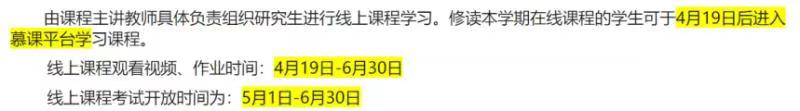 由课程主讲教师具体负责组织研究生进行线上课程学习。修读本学期在线课程的学生可于4月19日后进入
慕课平台学习课程。
线上课程观看视频、作业时间：4月19日-6月30日
线上课程考试开放时间为：5月1日-6月30日